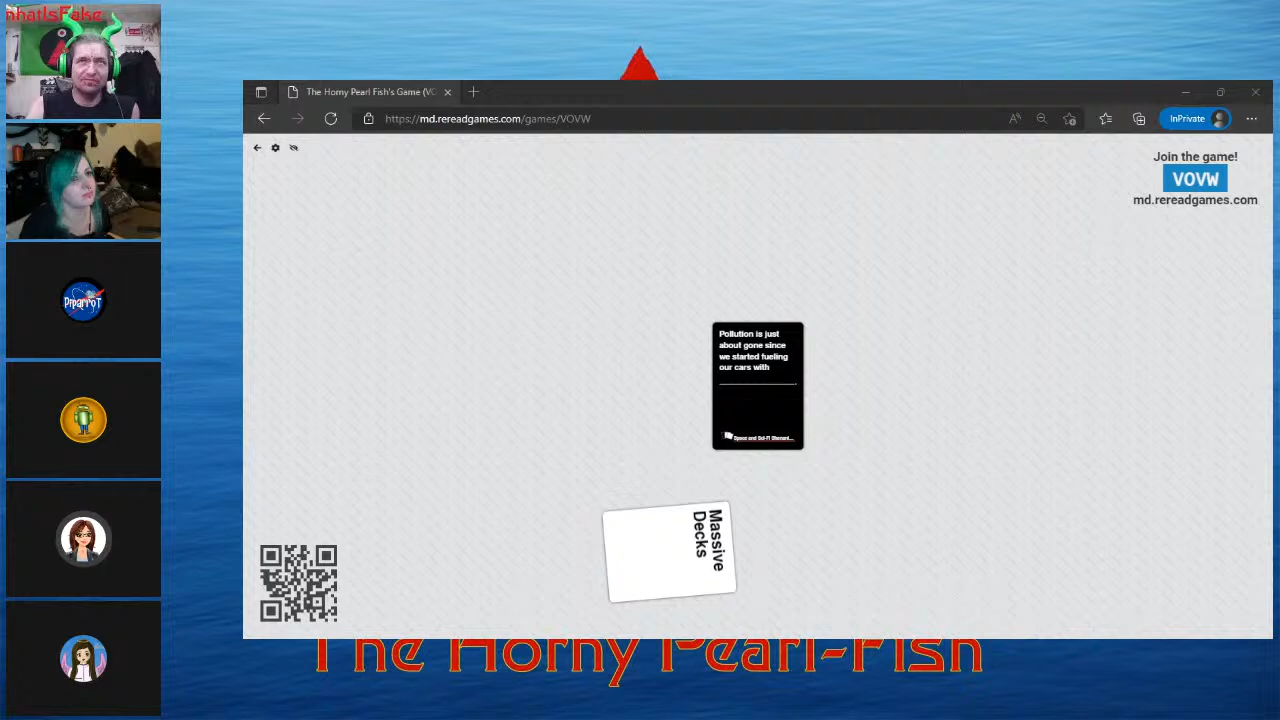 nhatIsFake
PiparroT
The Horny Pearl Fish's Game (VO
https://md.rereadgames.com/games/VOVW
InPrivate
Join the game!
VOVW
md.rereadgames.com
Pollution is just
about gone since
we started fueling
our cars with
Massive
Decks
The Horny Pearl-Fish